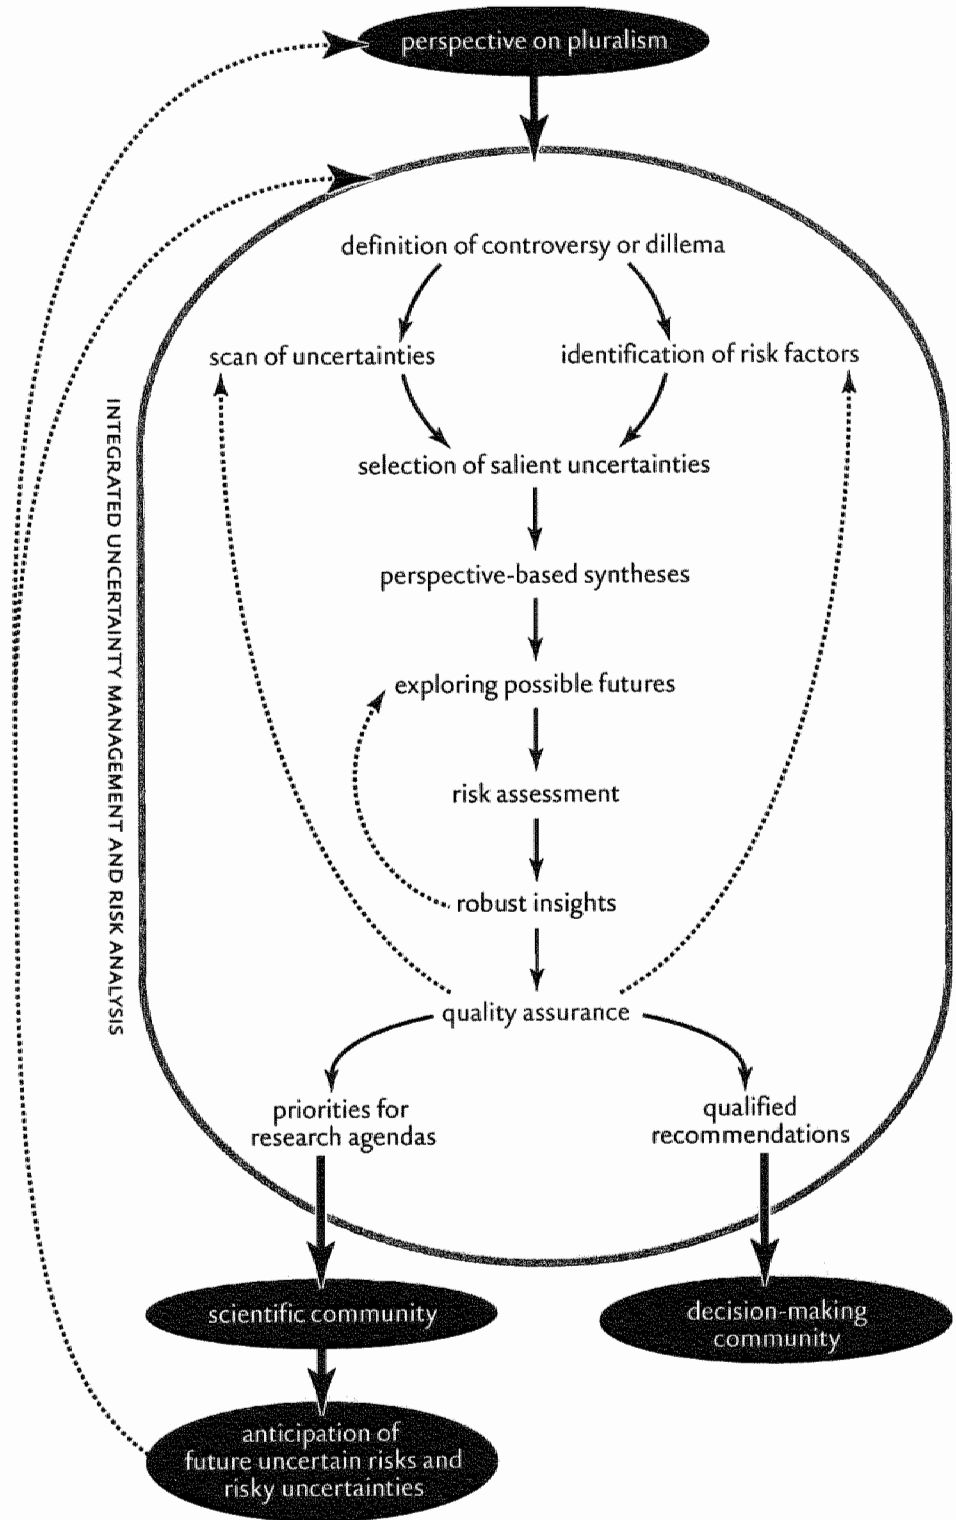 perspective on pluralism
definition of controversy or dillema
scan of uncertainties
identification of risk factors
selection of salient uncertainties
perspective-based syntheses
exploring possible futures
risk assessment
robust insights
quality assurance
priorities for
research agendas
qualified
recommendations
INTEGRATED UNCERTAINTY MANAGEMENT AND RISK ANALYSIS
scientific community
decision-making
community
anticipation of
future uncertain risks and
risky uncertainties